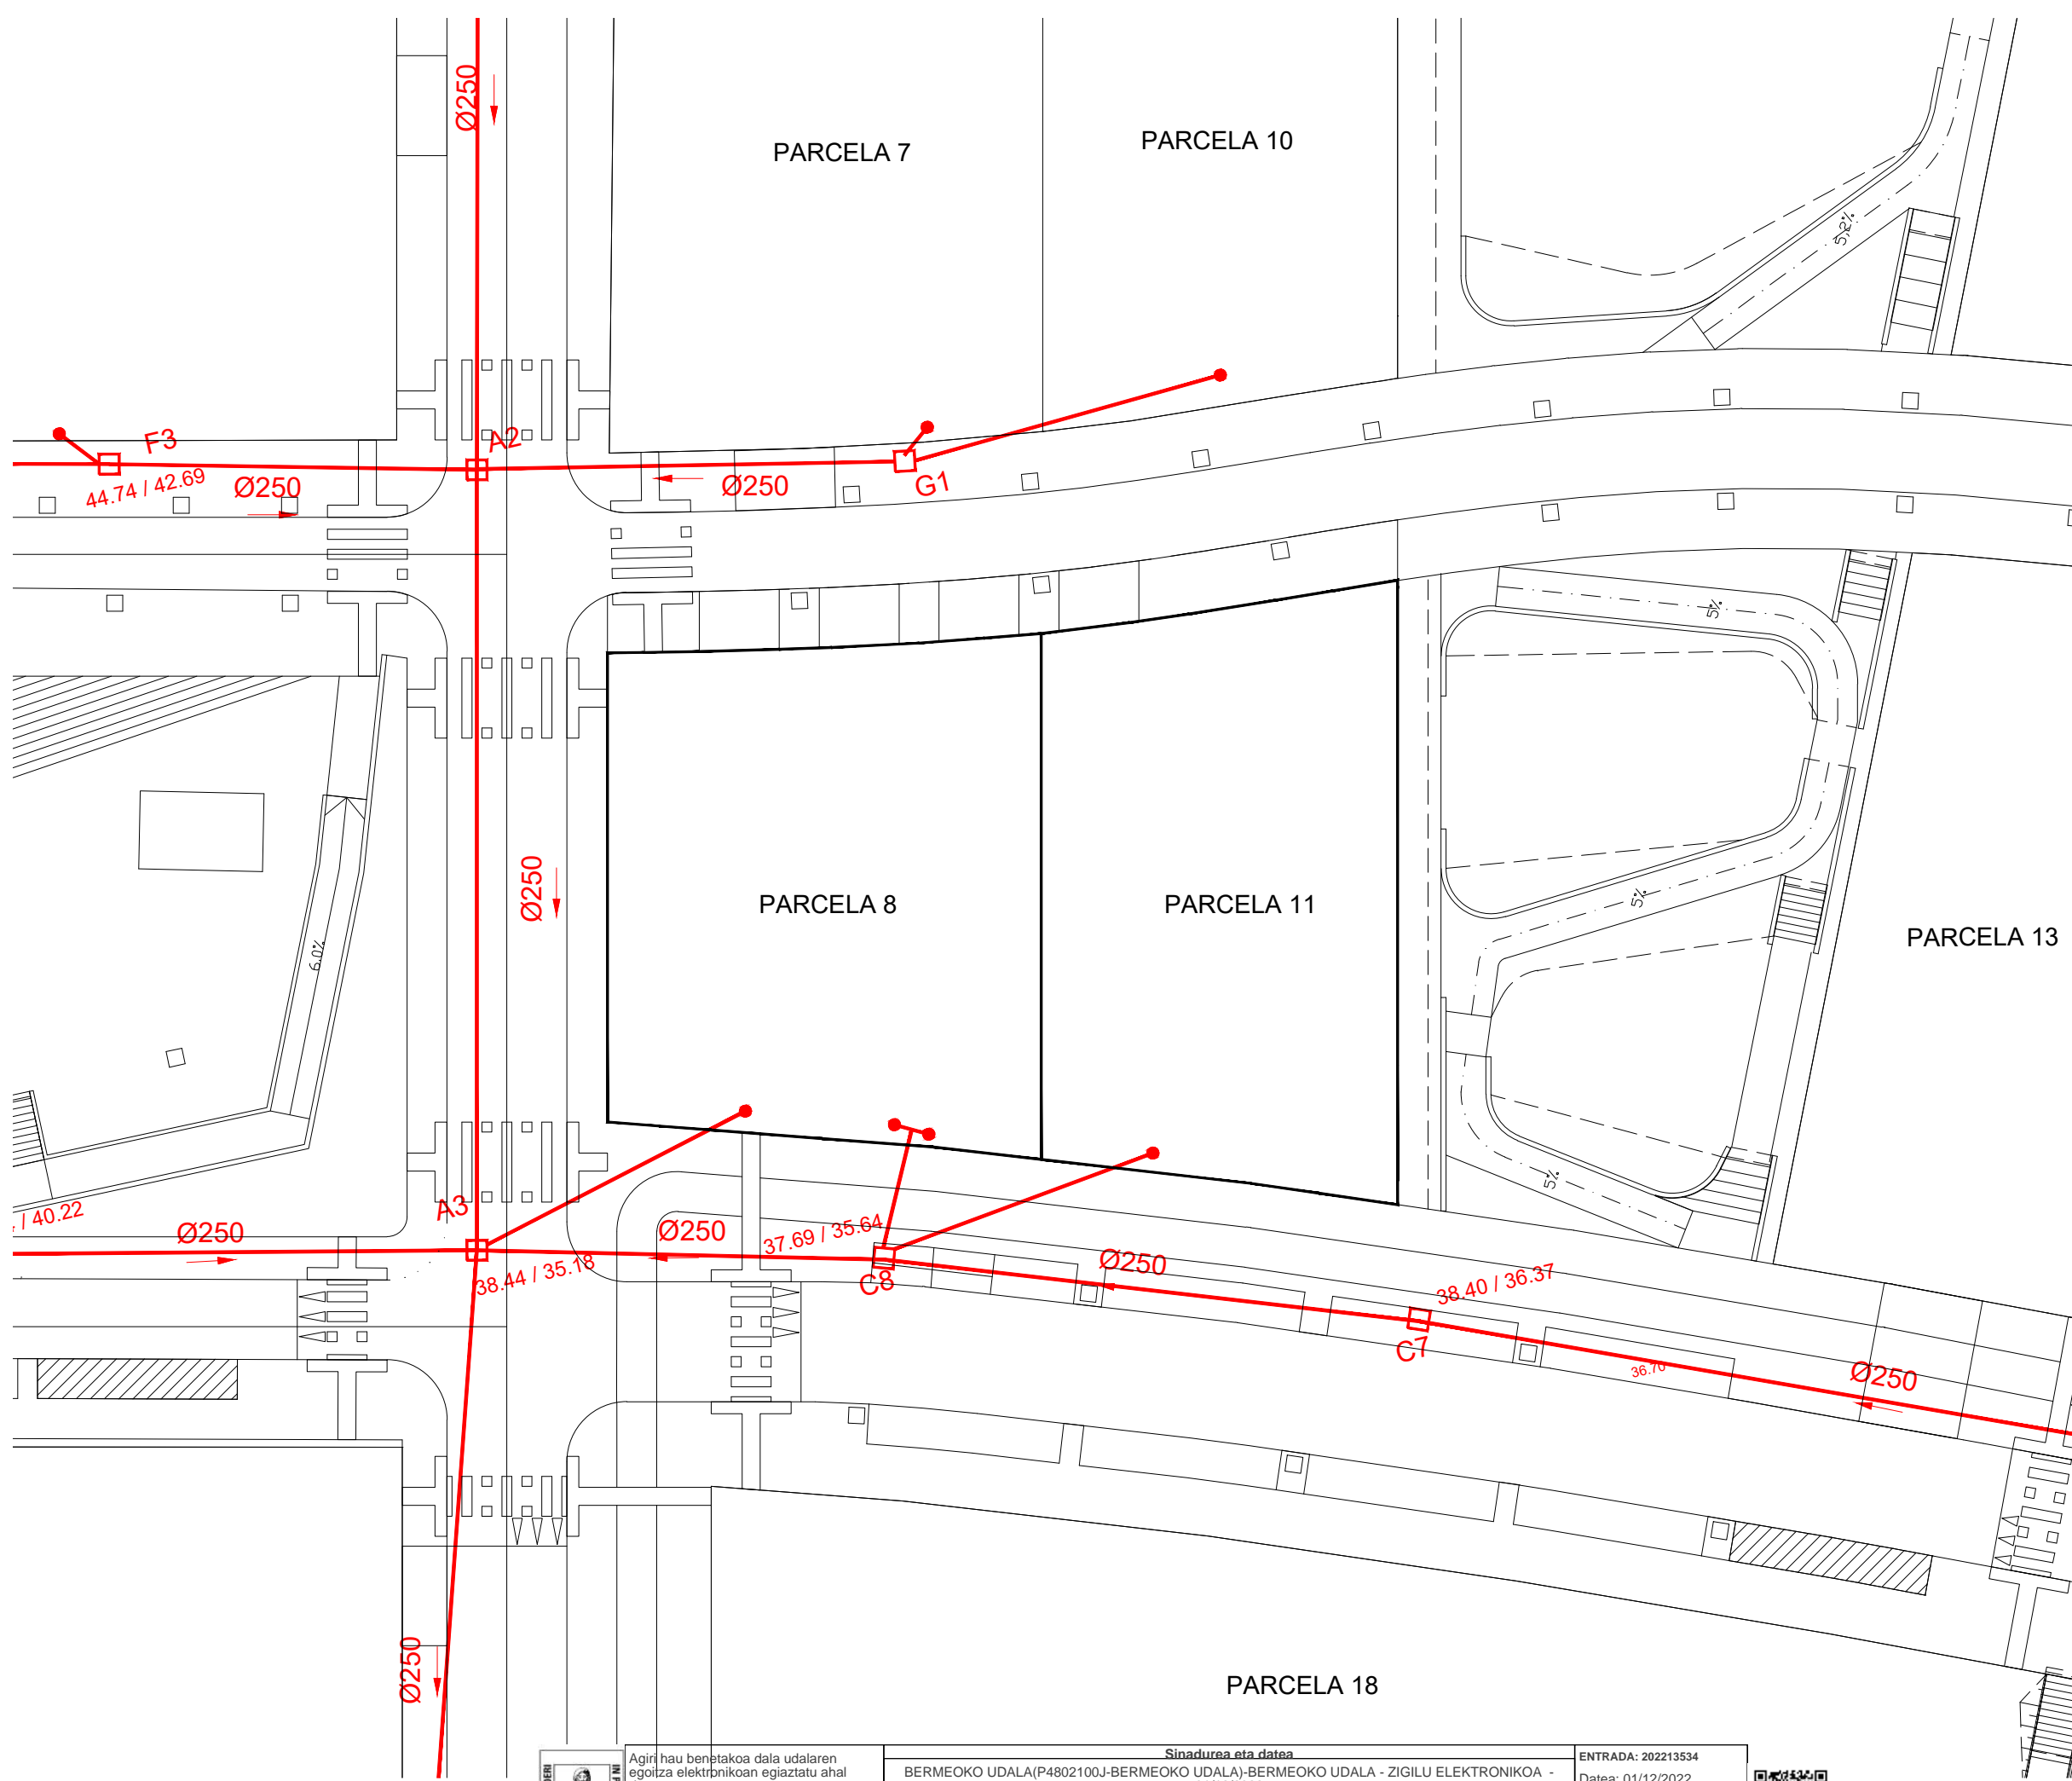 Ø250
PARCELA 7
PARCELA 10
5,2%
F3
A2
44.74 / 42.69
Ø250
Ø250
G1
5%
Ø250
PARCELA 8
PARCELA 11
5%
PARCELA 13
6.0%
5%
A3
/ 40.22
Ø250
Ø250
37.69 / 35.64
38.44 / 35.18
C8
Ø250
38.40 / 36.37
C7
36.70
Ø250
Ø250
PARCELA 18
Agiri hau benetakoa dala udalaren
egoitza elektronikoan egiaztatu ahal
Sinadurea eta datea
BERMEOKO UDALA(P4802100J-BERMEOKO UDALA)-BERMEOKO UDALA - ZIGILU ELEKTRONIKOA -
ENTRADA: 202213534
Datea: 01/12/2022